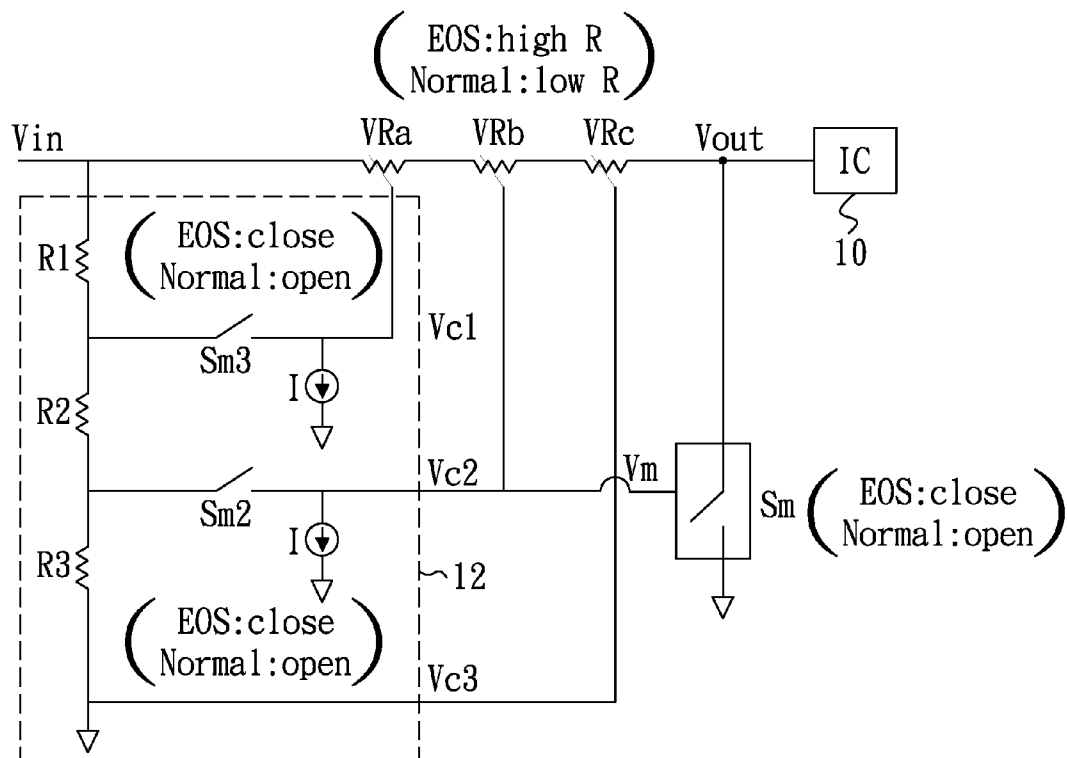 EOS:high R
Normal:low R
Vin
VRa
VRb
VRc
Vout
IC
10
R1
EOS:close
Normal:open
Vc1
Sm3
I
R2
Vc2
Vm
Sm2
I
Sm
EOS:close
Normal:open
R3
12
EOS:close
Normal:open
Vc3